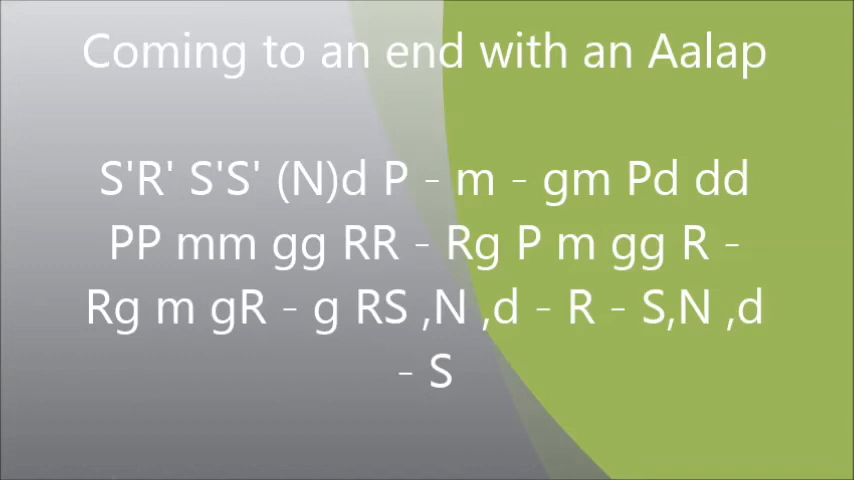 Coming to an end with an Aalap
S'R' S'S' (N)d P - m - gm Pd dd
PP mm gg RR - Rg P m gg R -
Rg m gR - g RS ,N ,d - R - S,N ,d
- S